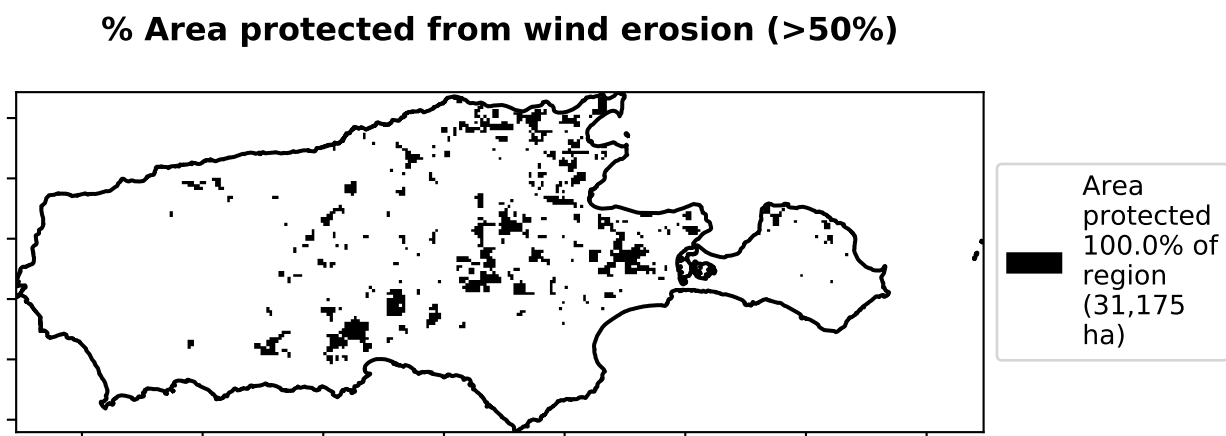 % Area protected from wind erosion (>50%)
Area
protected
100.0% of
region
(31,175
ha)